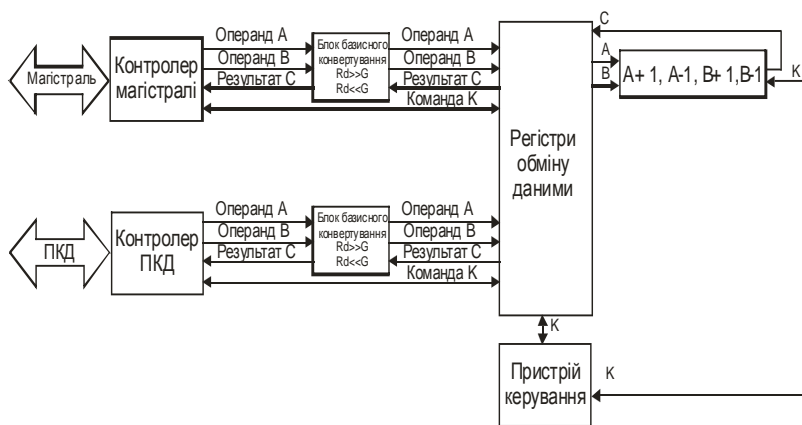 Магістраль
Контролер
магістралі
Операнд А
Операнд В
Результат С
Блок базисного
конвертування
Rd>>G
Rd<<G
Операнд А
Операнд В
Результат С
Команда К
Регістри
обміну
даними
С
А
В
А+ 1, А-1, В+ 1,В-1
К
ПКД
Контролер
ПКД
Операнд А
Операнд В
Результат С
Блок базисного
конвертування
Rd>>G
Rd<<G
Операнд А
Операнд В
Результат С
Команда К
К
Пристрій
керування
К